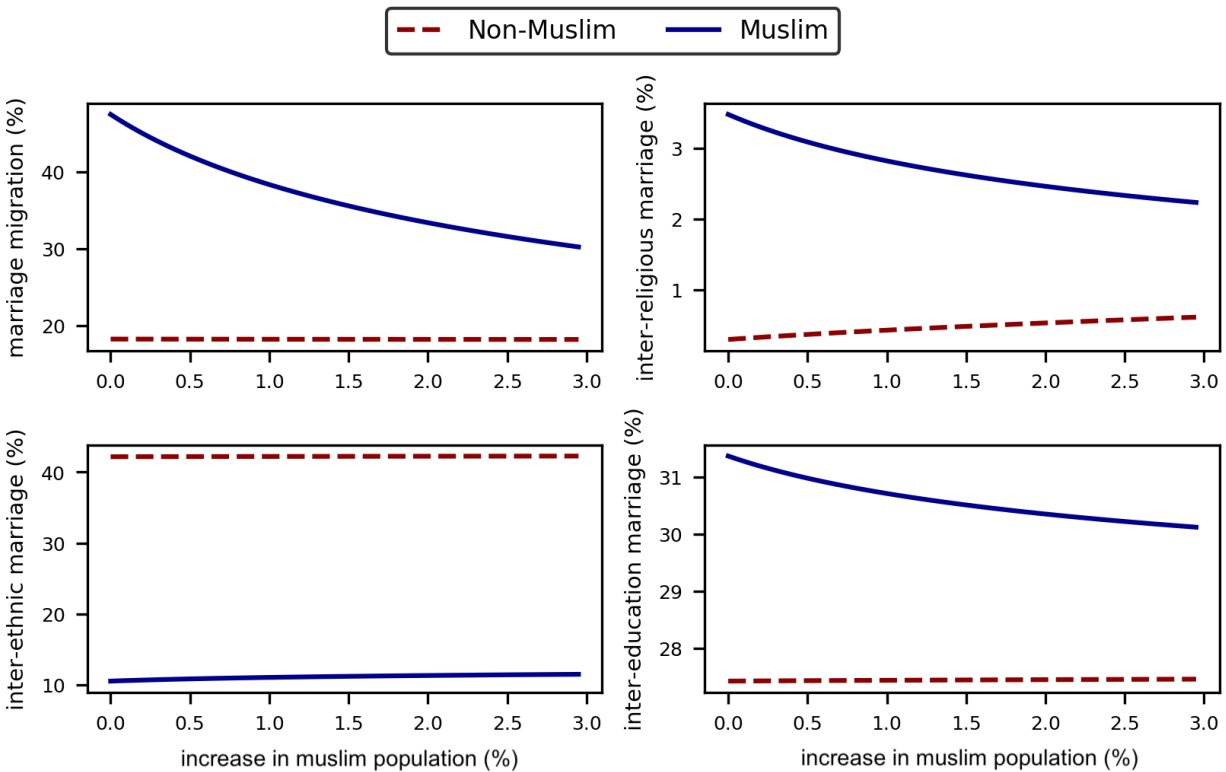 Non-Muslim Muslim
marriage migration (%)
40
30
20
0.0 0.5 1.0 1.5 2.0 2.5 3.0
inter-religious marriage (%)
3
2
1
0.0 0.5 1.0 1.5 2.0 2.5 3.0
inter-ethnic marriage (%)
40
30
20
10
0.0 0.5 1.0 1.5 2.0 2.5 3.0
increase in muslim population (%)
inter-education marriage (%)
31
30
29
28
0.0 0.5 1.0 1.5 2.0 2.5 3.0
increase in muslim population (%)